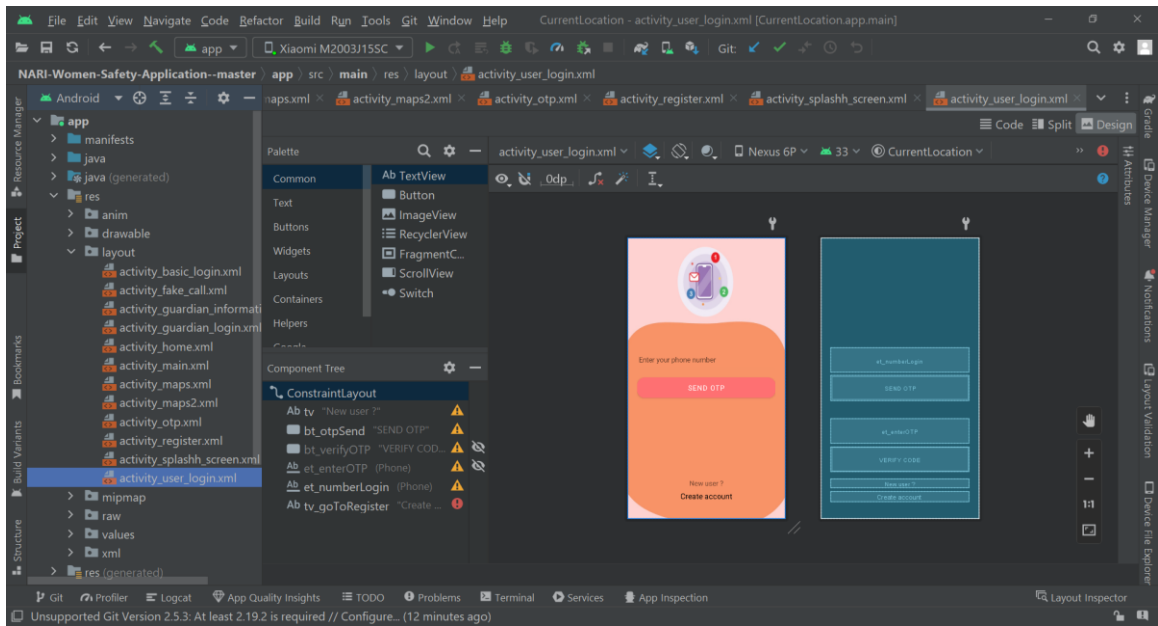 File Edit View Navigate Code Refactor Build Run Tools Git Window Help CurrentLocation - activity_user_login.xml [CurrentLocation.app.main]
app Xiaomi M2003J15SC Git:
NARI-Women-Safety-Application--master app src main res layout activity_user_login.xml
Android naps.xml activity_maps2.xml activity_otp.xml activity_register.xml activity_splashh_screen.xml activity_user_login.xml
Code Split Design
Resource Manager
Project
Bookmarks
Build Variants
Structure
app
manifests
java
java (generated)
res
anim
drawable
layout
activity_basic_login.xml
activity_fake_call.xml
activity_guardian_informati
activity_guardian_login.xml
activity_home.xml
activity_main.xml
activity_maps.xml
activity_maps2.xml
activity_otp.xml
activity_register.xml
activity_splashh_screen.xml
activity_user_login.xml
mipmap
raw
values
xml
res (generated)
Palette
Common
Text
Buttons
Widgets
Layouts
Containers
Helpers
Google
Ab TextView
Button
ImageView
RecyclerView
FragmentC...
ScrollView
Switch
Component Tree
ConstraintLayout
Ab tv "New user ?"
bt_otpSend "SEND OTP"
bt_verifyOTP "VERIFY COD...
Ab et_enterOTP (Phone)
Ab et_numberLogin (Phone)
Ab tv_goToRegister "Create ...
activity_user_login.xml Nexus 6P 33 CurrentLocation
0dp
1
2
3
Enter your phone number
SEND OTP
New user ?
Create account
et_numberLogin
SEND OTP
et_enterOTP
VERIFY CODE
New user ?
Create account
1:1
Gradle
Attributes
Device Manager
Notifications
Layout Validation
Device File Explorer
Git Profiler Logcat App Quality Insights TODO Problems Terminal Services App Inspection Layout Inspector
Unsupported Git Version 2.5.3: At least 2.19.2 is required // Configure... (12 minutes ago)